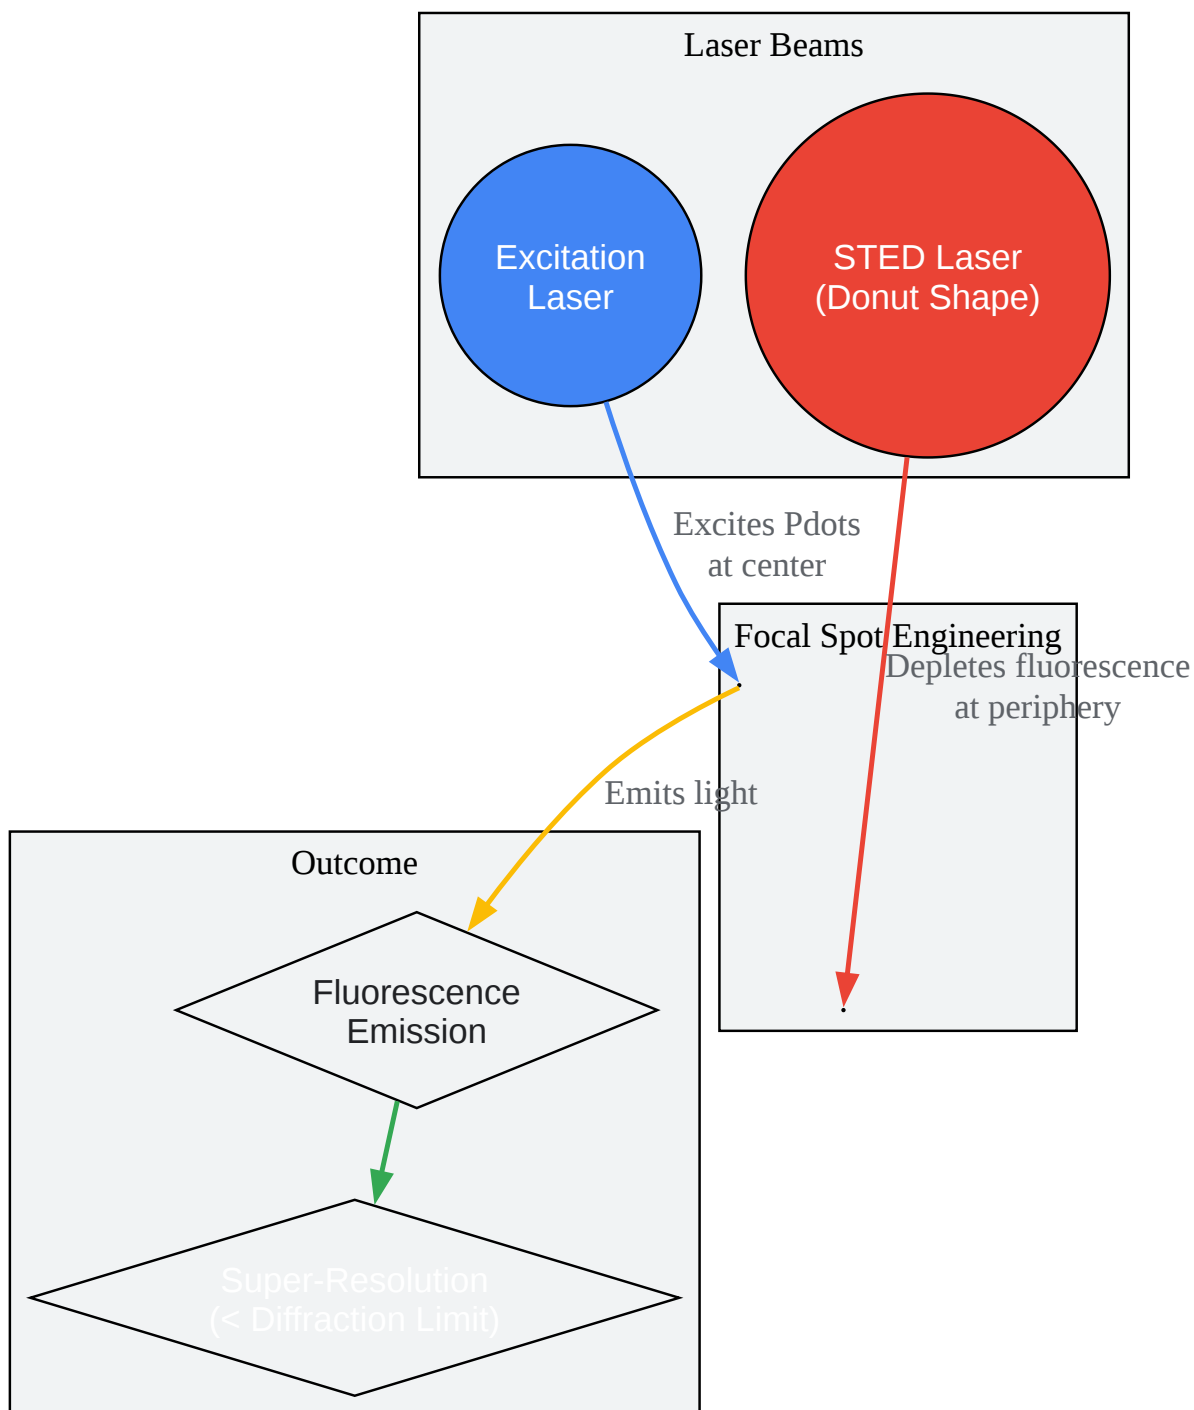 Laser Beams
Excitation
Laser
STED Laser
(Donut Shape)
Excites Pdots
at center
Focal Spot Engineering
Depletes fluorescence
at periphery
Emits light
Outcome
Fluorescence
Emission
Super-Resolution
(< Diffraction Limit)